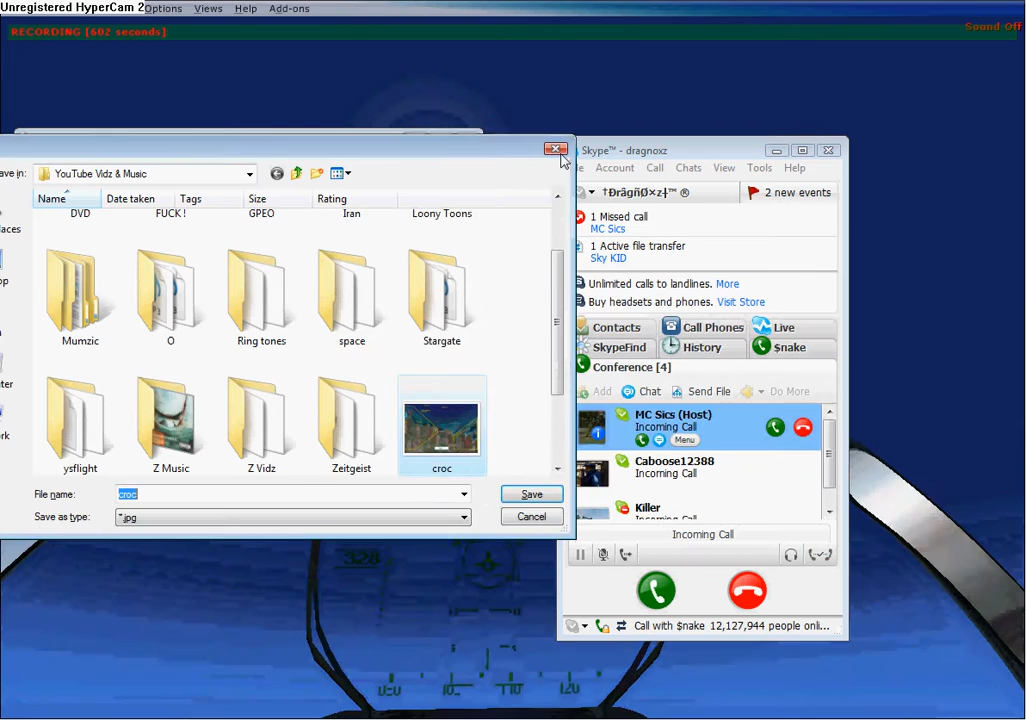 Unregistered HyperCam 2
Options Views Help Add-ons
RECORDING [602 seconds]
Sound Off
ave in: YouTube Vidz & Music
Name Date taken Tags Size Rating
DVD FUCK! GPEO Iran Loony Toons
Mumzic O Ring tones space Stargate
ysflight Z Music Z Vidz Zeitgeist croc
File name: croc Save
Save as type: *.jpg Cancel
Skype™ - dragnoxz
Account Call Chats View Tools Help
2 new events
1 Missed call
MC Sics
1 Active file transfer
Sky KID
Unlimited calls to landlines. More
Buy headsets and phones. Visit Store
Contacts Call Phones Live
SkypeFind History $nake
Conference [4]
Add Chat Send File Do More
MC Sics (Host)
Incoming Call
Menu
Caboose12388
Incoming Call
Killer
Incoming Call
Incoming Call
Call with $nake 12,127,944 people onli...
328
110 120